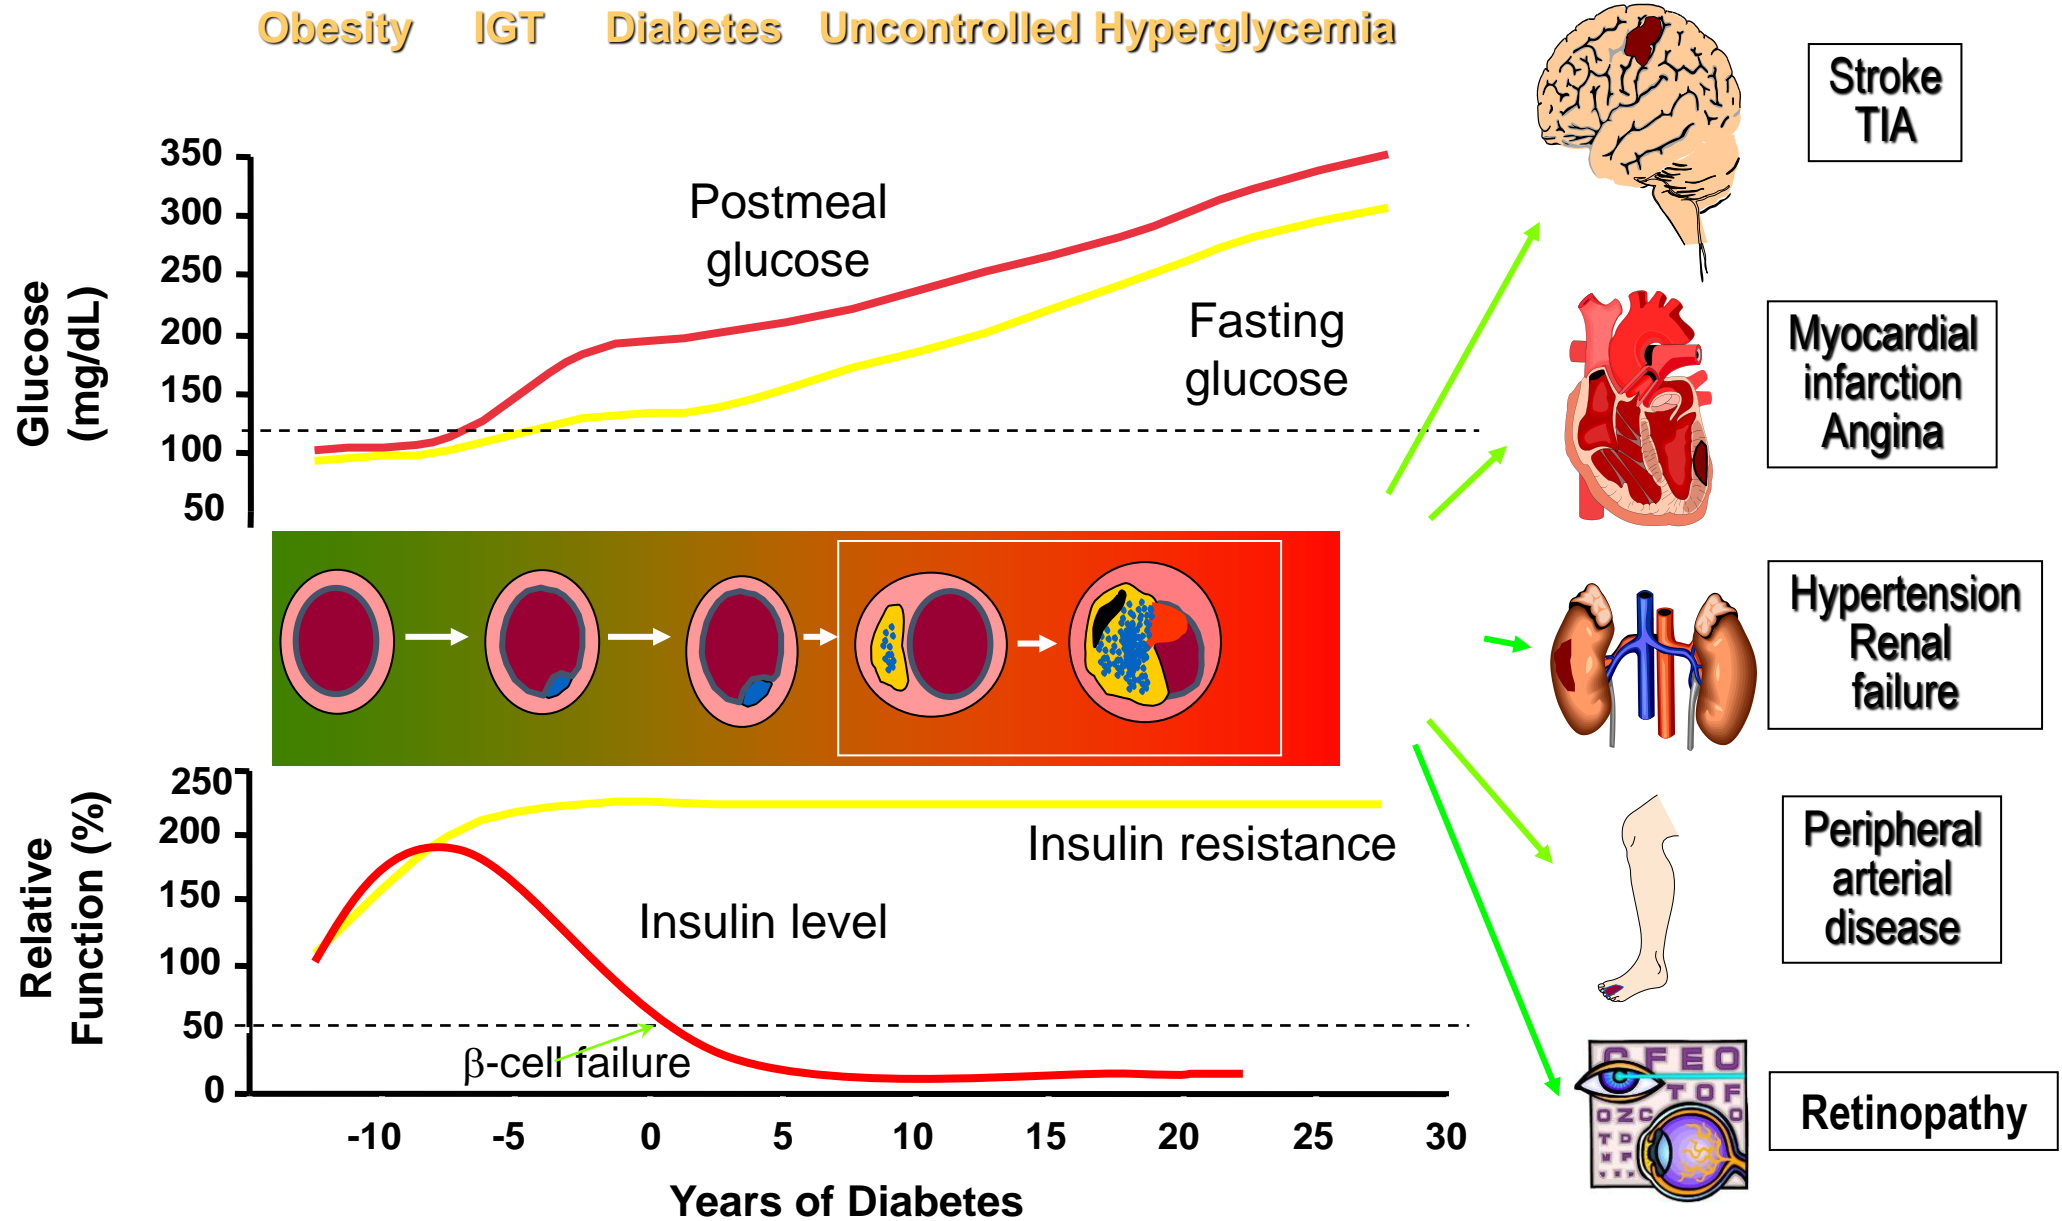 Obesity IGT Diabetes Uncontrolled Hyperglycemia
Glucose
(mg/dL)
350
300
250
200
150
100
50
Postmeal
glucose
Fasting
glucose
Relative
Function (%)
250
200
150
100
50
0
Insulin resistance
Insulin level
β-cell failure
-10 -5 0 5 10 15 20 25 30
Years of Diabetes
Stroke
TIA
Myocardial
infarction
Angina
Hypertension
Renal
failure
Peripheral
arterial
disease
Retinopathy
C F E O
T O F
O Z C O
T D